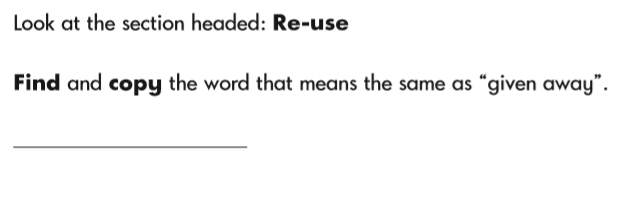 Look at the section headed: Re-use
Find and copy the word that means the same as “given away”.